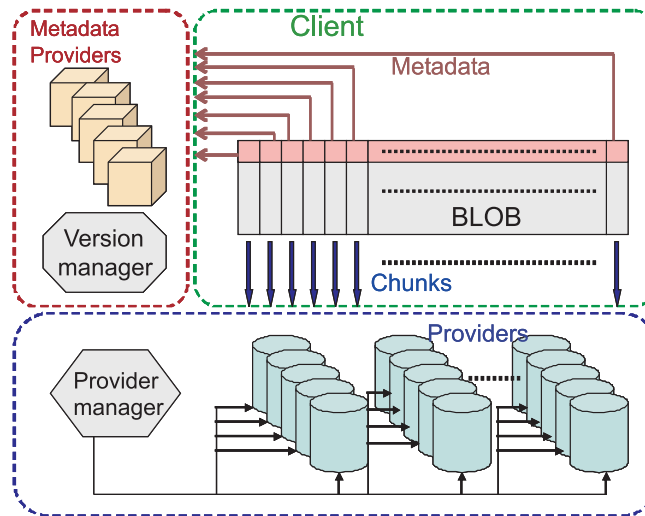 Metadata
Providers
Client
Metadata
BLOB
Version
manager
Chunks
Providers
Provider
manager